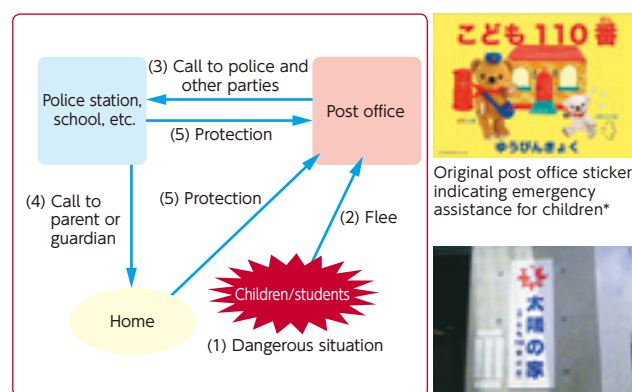 (3) Call to police and
other parties
Police station,
school, etc.
Post office
(5) Protection
(4) Call to
parent or
guardian
(5) Protection
(2) Flee
Children/students
Home
(1) Dangerous situation
こども110番
ゆうびんきょく
Original post office sticker
indicating emergency
assistance for children*
太陽の家